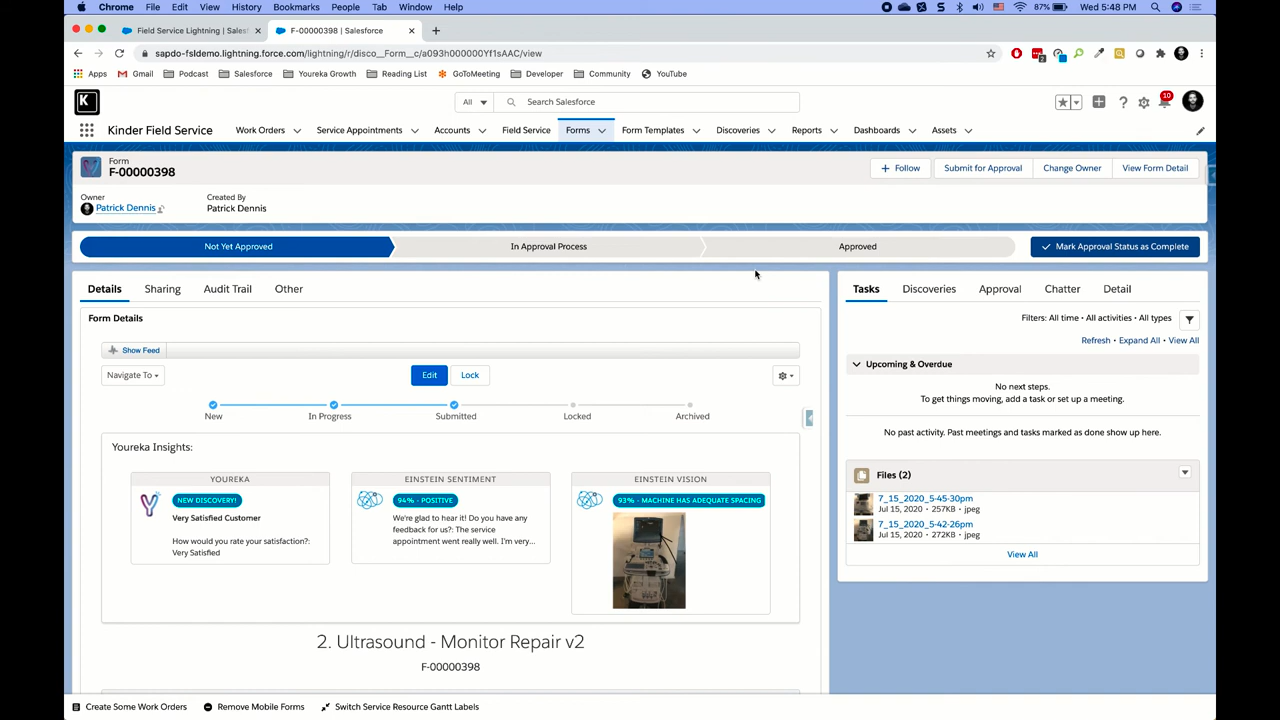 Chrome File Edit View History Bookmarks People Tab Window Help 87% Wed 5:48 PM
Field Service Lightning | Sales F-00000398 | Salesforce
sapdo-fsldemo.lightning.force.com/lightning/r/disco__Form__c/a093h00000Yf1sAAC/view
Apps Gmail Podcast Salesforce Youreka Growth Reading List GoToMeeting Developer Community YouTube
K All Search Salesforce 10
Kinder Field Service Work Orders Service Appointments Accounts Field Service Forms Form Templates Discoveries Reports Dashboards Assets
Form
F-00000398
+ Follow Submit for Approval Change Owner View Form Detail
Owner Created By
Patrick Dennis Patrick Dennis
Not Yet Approved In Approval Process Approved Mark Approval Status as Complete
Details Sharing Audit Trail Other
Form Details
Show Feed
Navigate To Edit Lock
New In Progress Submitted Locked Archived
Youreka Insights:
YOUREKA
NEW DISCOVERY!
Very Satisfied Customer
How would you rate your satisfaction?:
Very Satisfied
EINSTEIN SENTIMENT
94% - POSITIVE
We're glad to hear it! Do you have any
feedback for us?: The service
appointment went really well. I'm very...
EINSTEIN VISION
93% - MACHINE HAS ADEQUATE SPACING
2. Ultrasound - Monitor Repair v2
F-00000398
Tasks Discoveries Approval Chatter Detail
Filters: All time • All activities • All types
Refresh • Expand All • View All
Upcoming & Overdue
No next steps.
To get things moving, add a task or set up a meeting.
No past activity. Past meetings and tasks marked as done show up here.
Files (2)
7_15_2020_5-45-30pm
Jul 15, 2020 • 257KB • jpeg
7_15_2020_5-42-26pm
Jul 15, 2020 • 272KB • jpeg
View All
Create Some Work Orders Remove Mobile Forms Switch Service Resource Gantt Labels